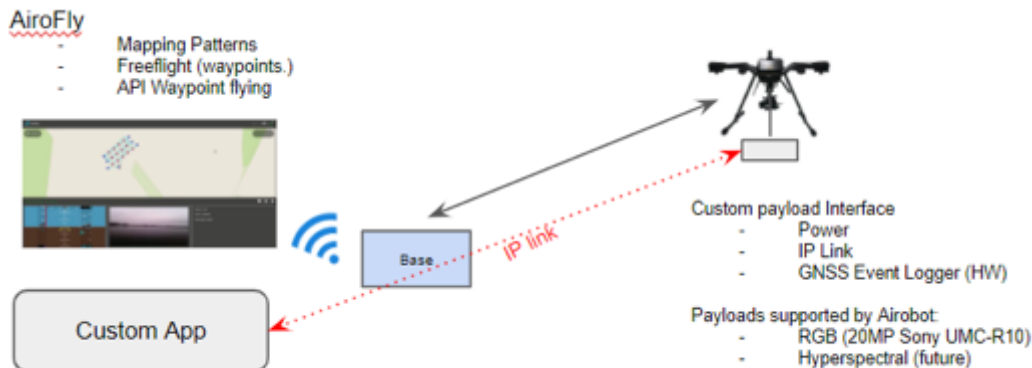 AiroFly
- Mapping Patterns
- Freeflight (waypoints.)
- API Waypoint flying
Base
IP link
Custom App
Custom payload Interface
- Power
- IP Link
- GNSS Event Logger (HW)
Payloads supported by Airobot:
- RGB (20MP Sony UMC-R10)
- Hyperspectral (future)